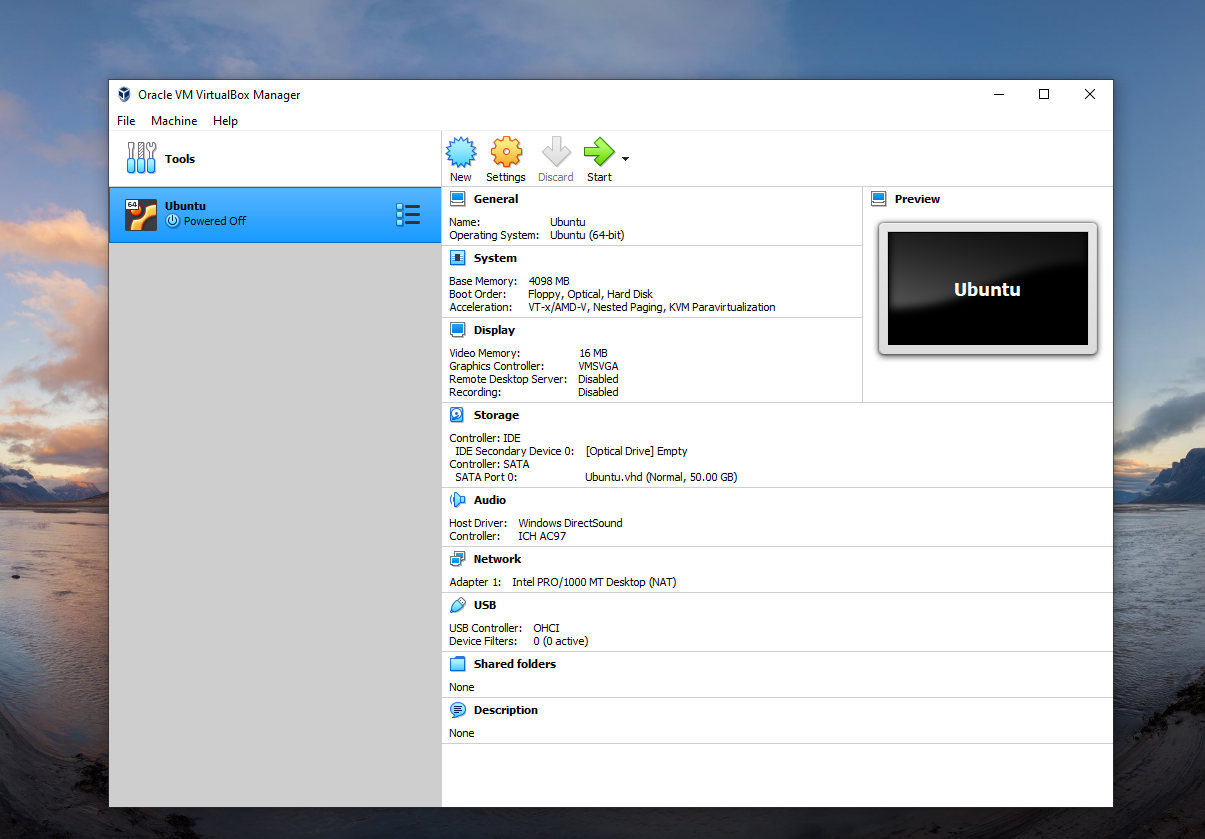 Oracle VM VirtualBox Manager
File Machine Help
Tools
New Settings Discard Start
64
Ubuntu
Powered Off
General
Name: Ubuntu
Operating System: Ubuntu (64-bit)
System
Base Memory: 4098 MB
Boot Order: Floppy, Optical, Hard Disk
Acceleration: VT-x/AMD-V, Nested Paging, KVM Paravirtualization
Display
Video Memory: 16 MB
Graphics Controller: VMSVGA
Remote Desktop Server: Disabled
Recording: Disabled
Preview
Ubuntu
Storage
Controller: IDE
IDE Secondary Device 0: [Optical Drive] Empty
Controller: SATA
SATA Port 0: Ubuntu.vhd (Normal, 50.00 GB)
Audio
Host Driver: Windows DirectSound
Controller: ICH AC97
Network
Adapter 1: Intel PRO/1000 MT Desktop (NAT)
USB
USB Controller: OHCI
Device Filters: 0 (0 active)
Shared folders
None
Description
None